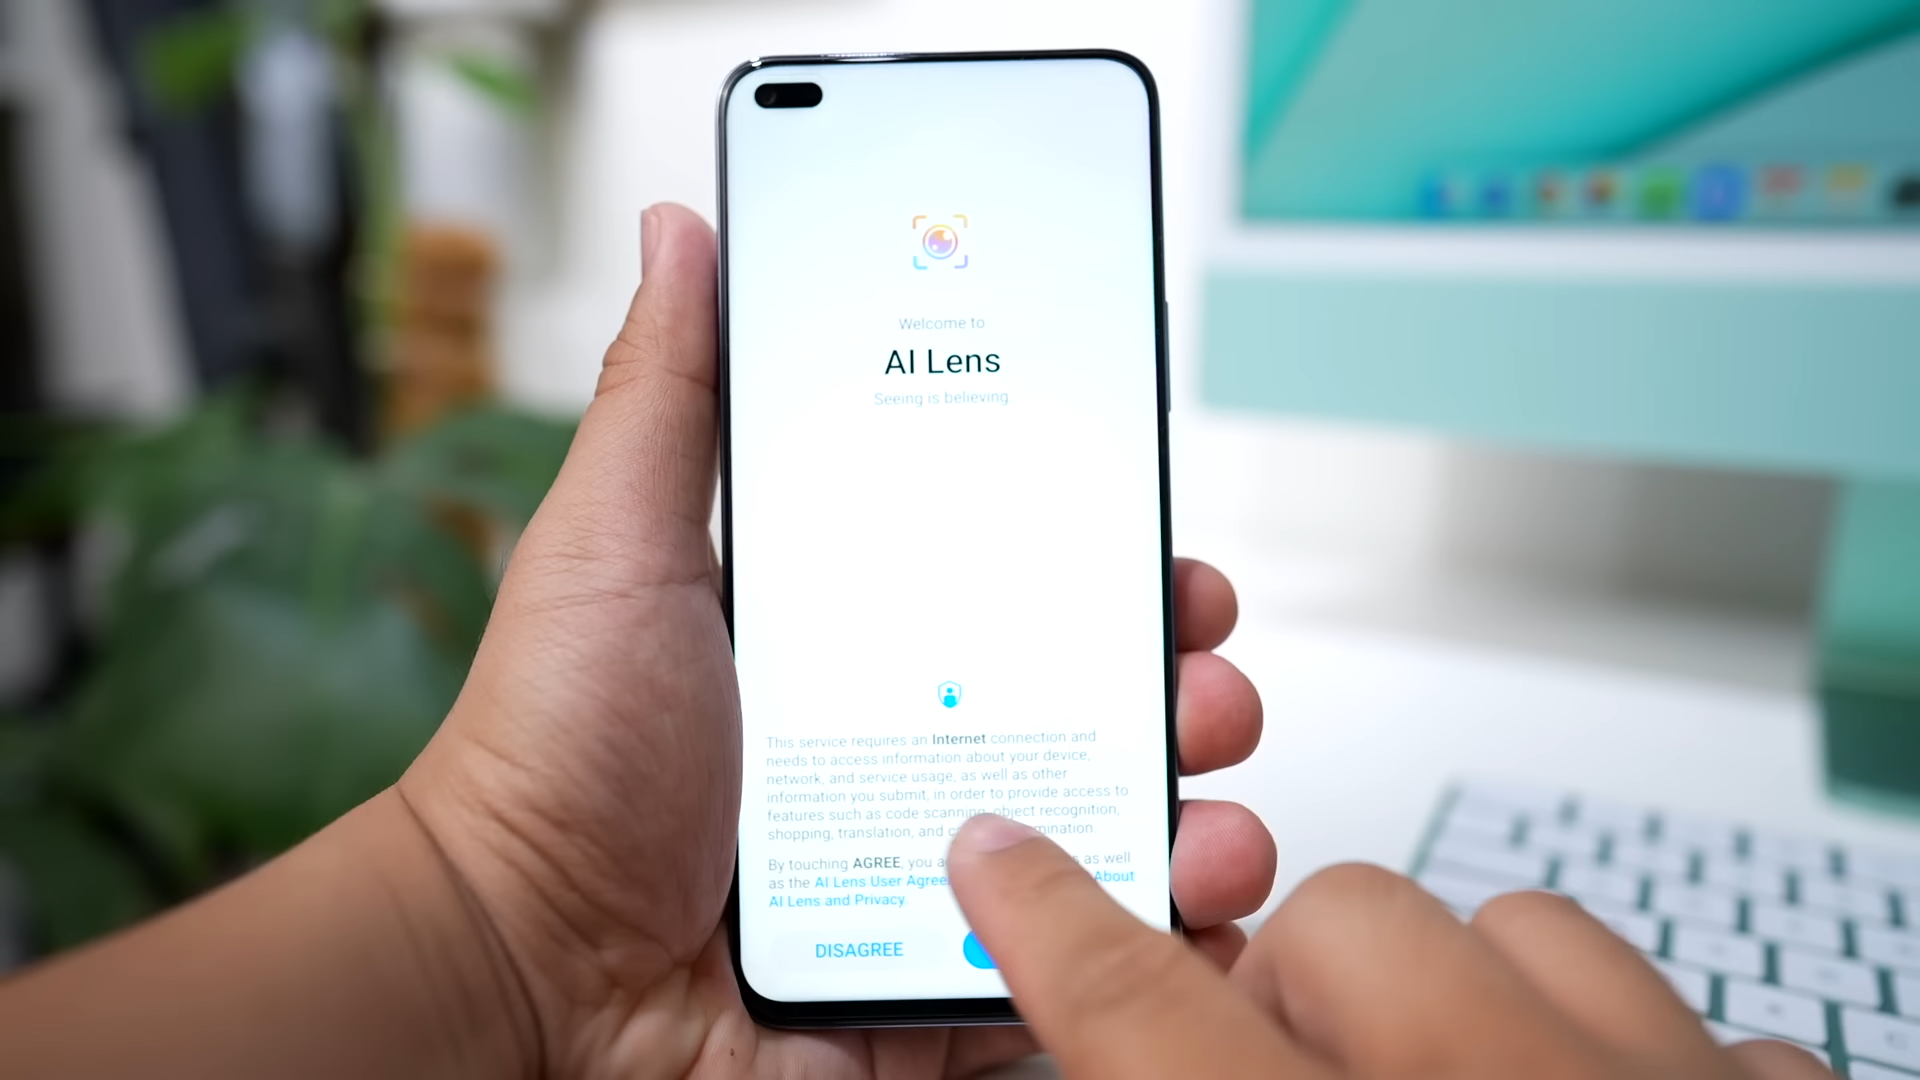 Welcome to
AI Lens
Seeing is believing
This service requires an Internet connection and
needs to access information about your device,
network, and service usage, as well as other
information you submit, in order to provide access to
features such as code scanning, object recognition,
shopping, translation, and
By touching AGREE, you as well
as the AI Lens User About
AI Lens and Privacy.
DISAGREE